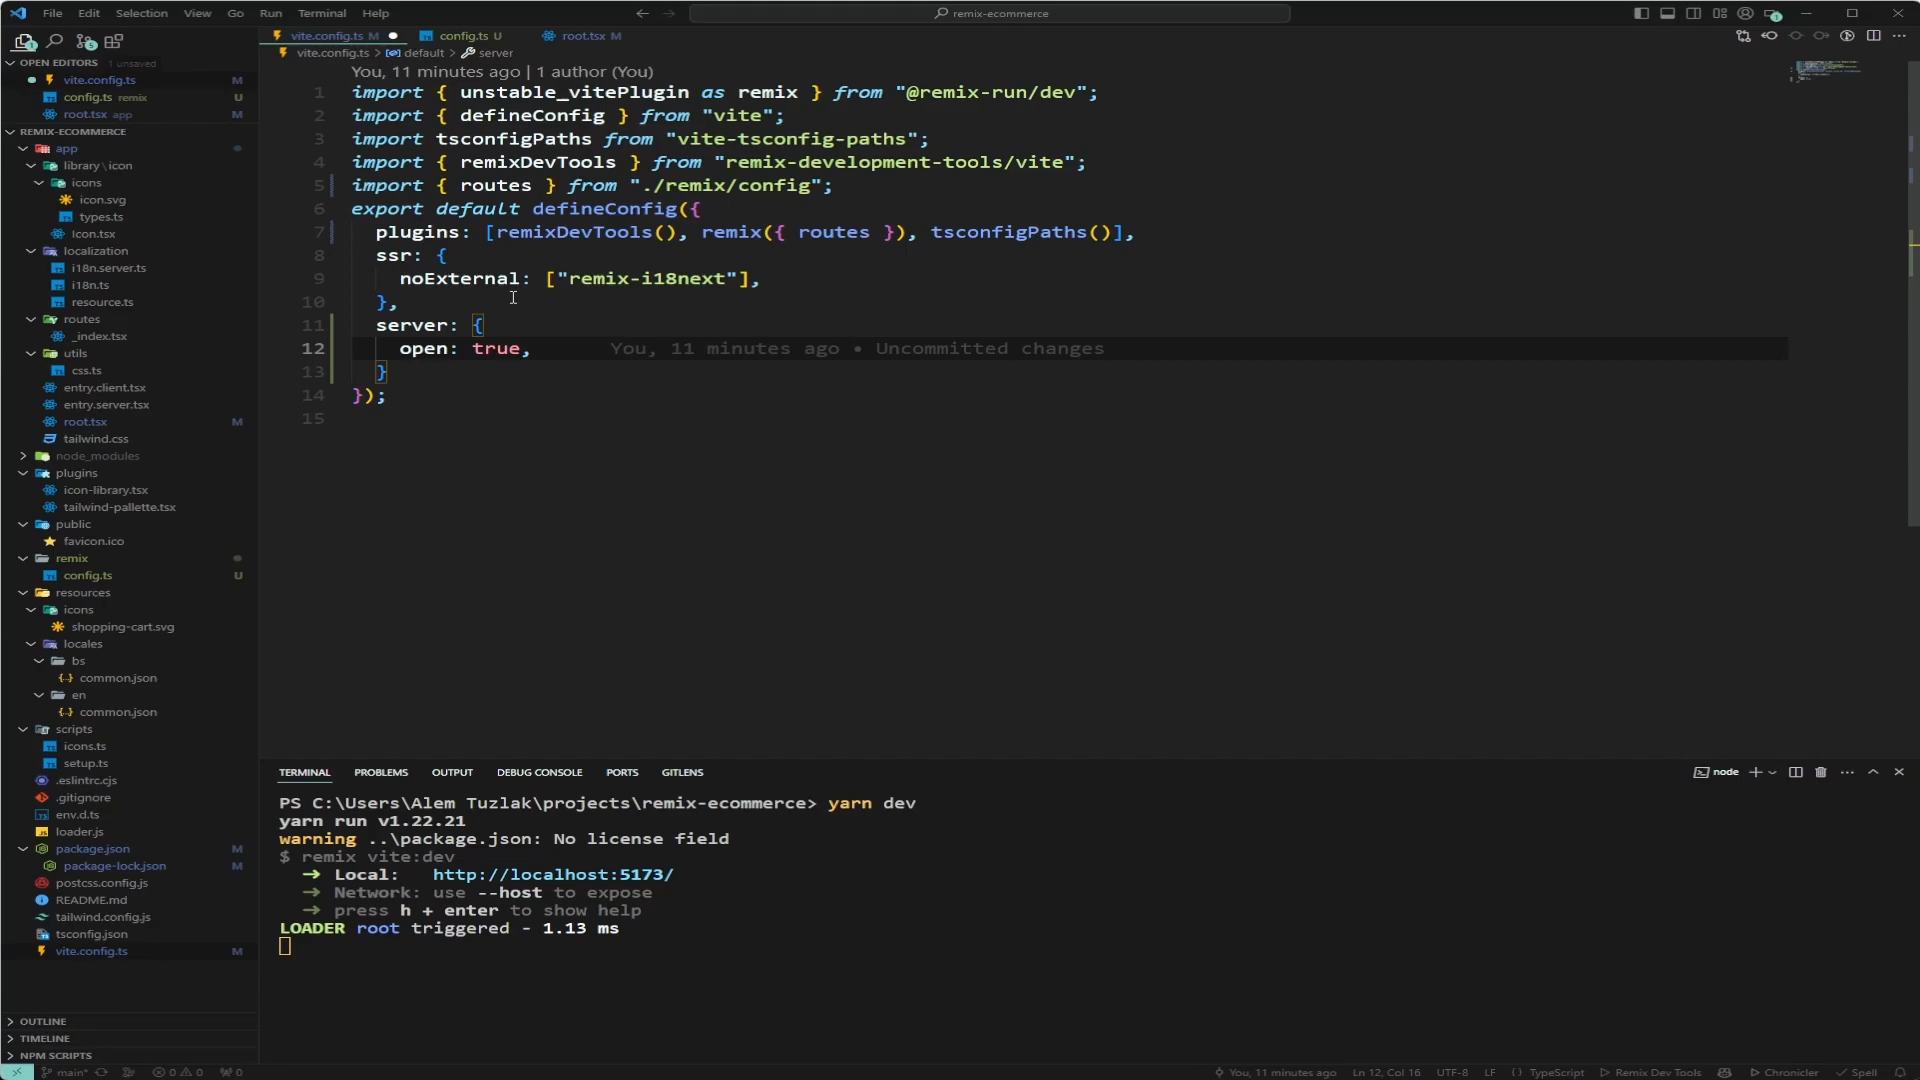 File Edit Selection View Go Run Terminal Help
remix-ecommerce
OPEN EDITORS 1 unsaved
vite.config.ts M
config.ts remix U
root.tsx app M
REMIX-ECOMMERCE
app
library \ icon
icons
icon.svg
types.ts
Icon.tsx
localization
i18n.server.ts
i18n.ts
resource.ts
routes
_index.tsx
utils
css.ts
entry.client.tsx
entry.server.tsx
root.tsx M
tailwind.css
node_modules
plugins
icon-library.tsx
tailwind-pallette.tsx
public
favicon.ico
remix
config.ts U
resources
icons
shopping-cart.svg
locales
bs
common.json
en
common.json
scripts
icons.ts
setup.ts
.eslintrc.cjs
.gitignore
env.d.ts
loader.js
package.json M
package-lock.json M
postcss.config.js
README.md
tailwind.config.js
tsconfig.json
vite.config.ts M
OUTLINE
TIMELINE
NPM SCRIPTS
vite.config.ts M config.ts U root.tsx M
vite.config.ts > default > server
You, 11 minutes ago | 1 author (You)
1 import { unstable_vitePlugin as remix } from "@remix-run/dev";
2 import { defineConfig } from "vite";
3 import tsconfigPaths from "vite-tsconfig-paths";
4 import { remixDevTools } from "remix-development-tools/vite";
5 import { routes } from "./remix/config";
6 export default defineConfig({
7 plugins: [remixDevTools(), remix({ routes }), tsconfigPaths()],
8 ssr: {
9 noExternal: ["remix-i18next"],
10 },
11 server: {
12 open: true, You, 11 minutes ago • Uncommitted changes
13 }
14 });
15
TERMINAL PROBLEMS OUTPUT DEBUG CONSOLE PORTS GITLENS
node
PS C:\Users\Alem Tuzlak\projects\remix-ecommerce> yarn dev
yarn run v1.22.21
warning ..\package.json: No license field
$ remix vite:dev
➜ Local: http://localhost:5173/
➜ Network: use --host to expose
➜ press h + enter to show help
LOADER root triggered - 1.13 ms
main* 0 0 0 You, 11 minutes ago Ln 12, Col 16 UTF-8 LF { } TypeScript Remix Dev Tools Chronicler Spell